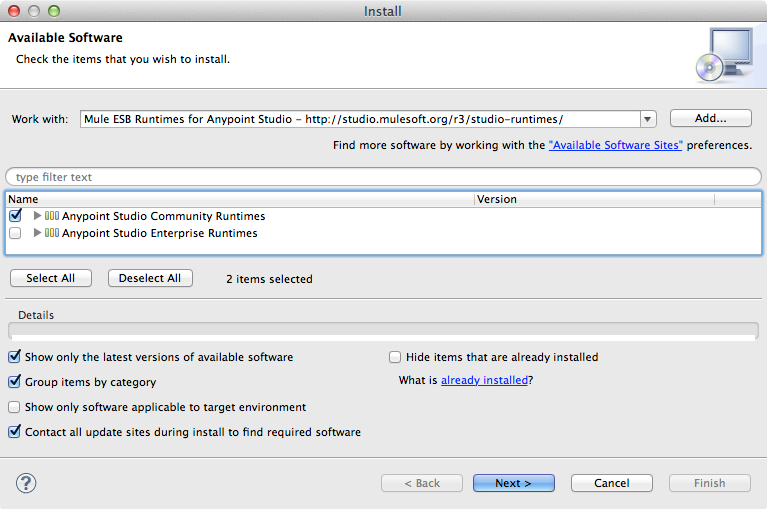 Install
Available Software
Check the items that you wish to install.
Work with: Mule ESB Runtimes for Anypoint Studio – http://studio.mulesoft.org/r3/studio-runtimes/ Add...
Find more software by working with the "Available Software Sites" preferences.
type filter text
Name Version
Anypoint Studio Community Runtimes
Anypoint Studio Enterprise Runtimes
Select All Deselect All 2 items selected
Details
Show only the latest versions of available software Hide items that are already installed
Group items by category What is already installed?
Show only software applicable to target environment
Contact all update sites during install to find required software
? < Back Next > Cancel Finish